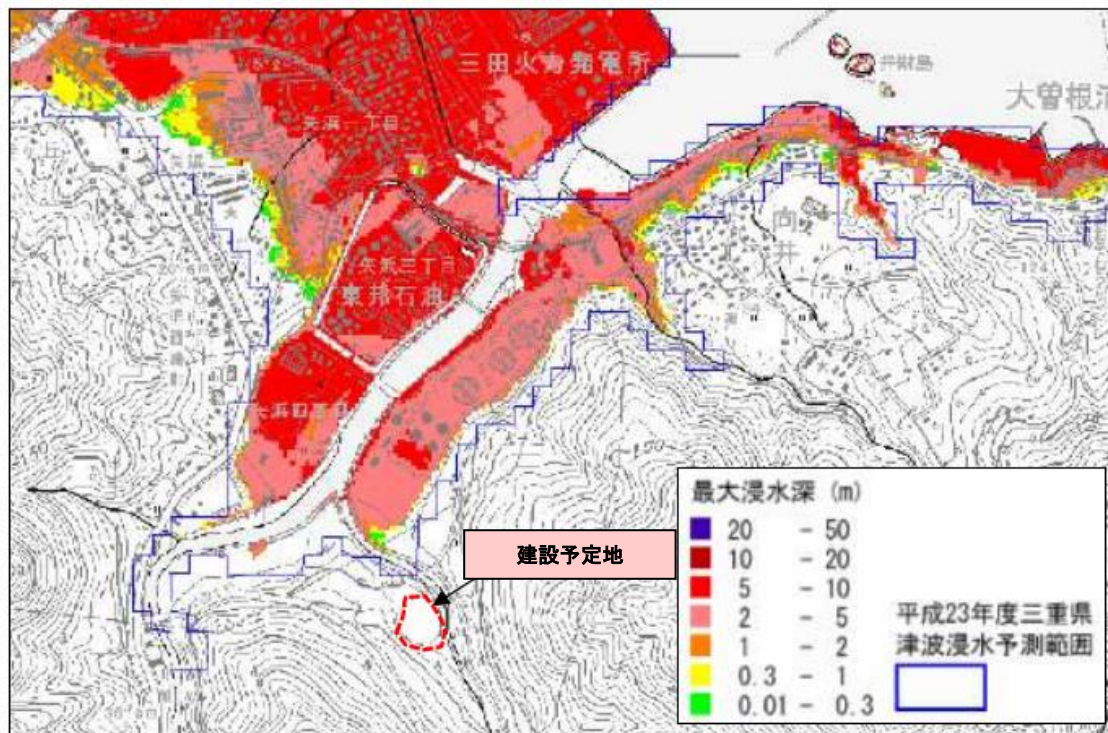 三田火力発電所
弁財島
大曽根浦
矢浜一丁目
向井
矢浜三丁目
東邦石油
矢浜四丁目
建設予定地
最大浸水深 (m)
20 - 50
10 - 20
5 - 10
2 - 5
1 - 2
0.3 - 1
0.01 - 0.3
平成23年度三重県
津波浸水予測範囲